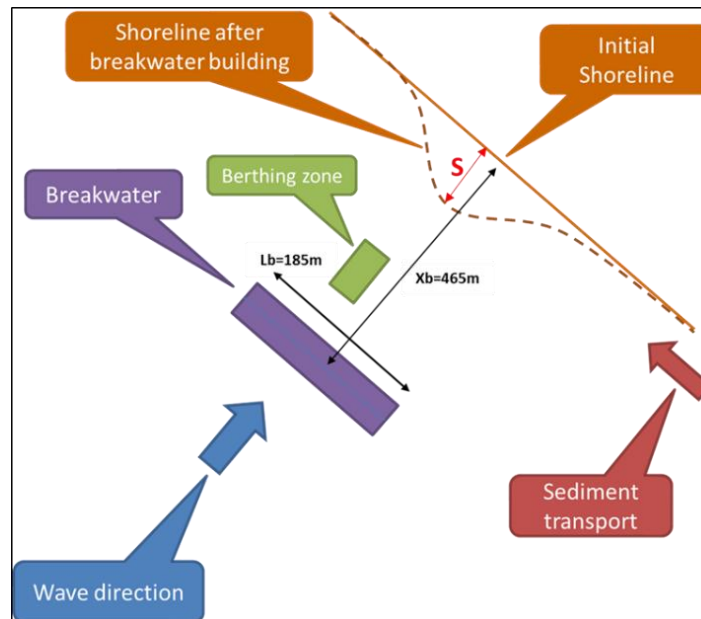 Shoreline after
breakwater building
Initial
Shoreline
S
Berthing zone
Breakwater
Lb=185m
Xb=465m
Sediment
transport
Wave direction